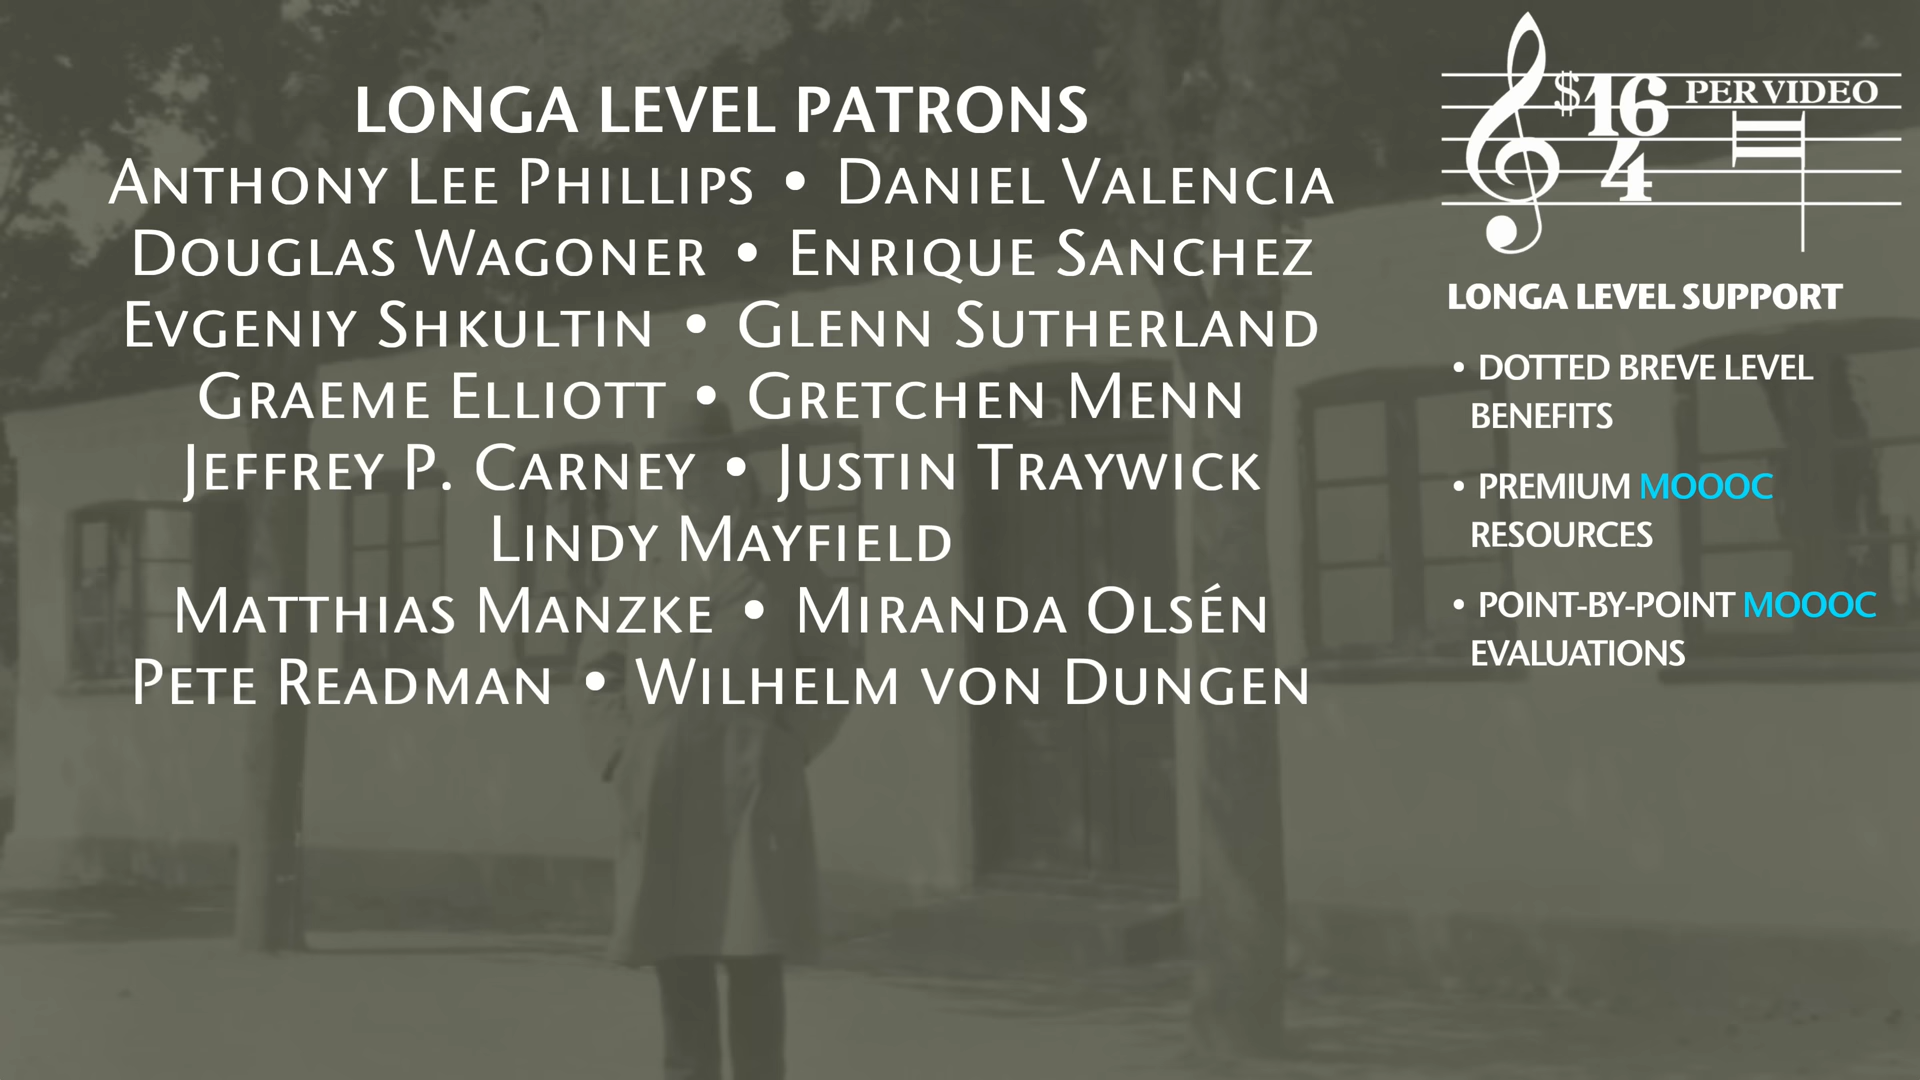 LONGA LEVEL PATRONS
ANTHONY LEE PHILLIPS • DANIEL VALENCIA
DOUGLAS WAGONER • ENRIQUE SANCHEZ
EVGENIY SHKULTIN • GLENN SUTHERLAND
GRAEME ELLIOTT • GRETCHEN MENN
JEFFREY P. CARNEY • JUSTIN TRAYWICK
LINDY MAYFIELD
MATTHIAS MANZKE • MIRANDA OLSÉN
PETE READMAN • WILHELM VON DUNGEN
$16 PER VIDEO
4
LONGA LEVEL SUPPORT
• DOTTED BREVE LEVEL
BENEFITS
• PREMIUM MOOOC
RESOURCES
• POINT-BY-POINT MOOOC
EVALUATIONS